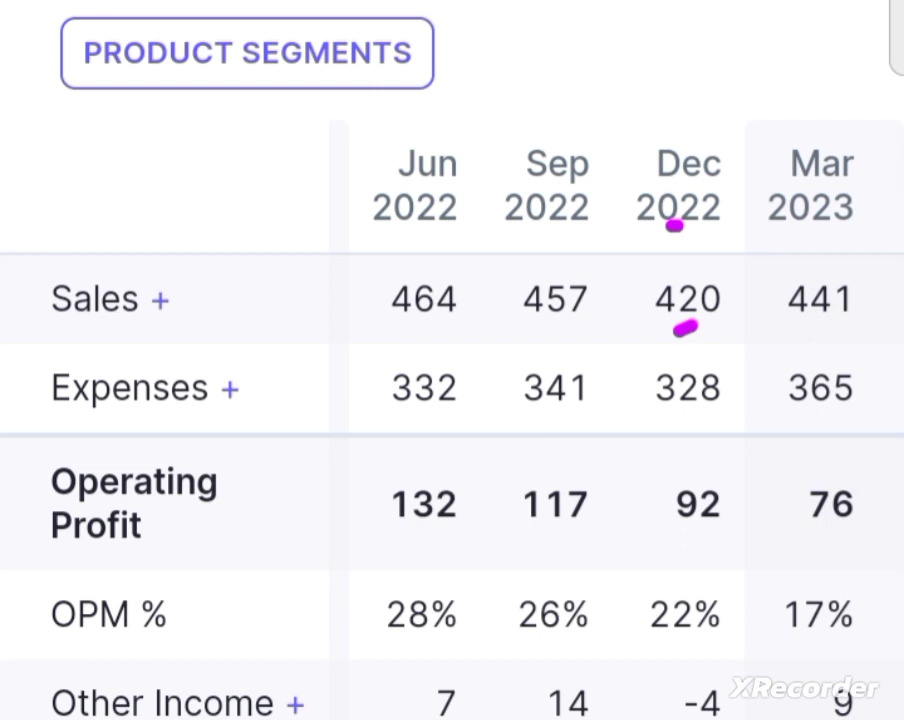 PRODUCT SEGMENTS
Jun 2022 Sep 2022 Dec 2022 Mar 2023
Sales + 464 457 420 441
Expenses + 332 341 328 365
Operating Profit 132 117 92 76
OPM % 28% 26% 22% 17%
Other Income + 7 14 -4 9
XRecorder